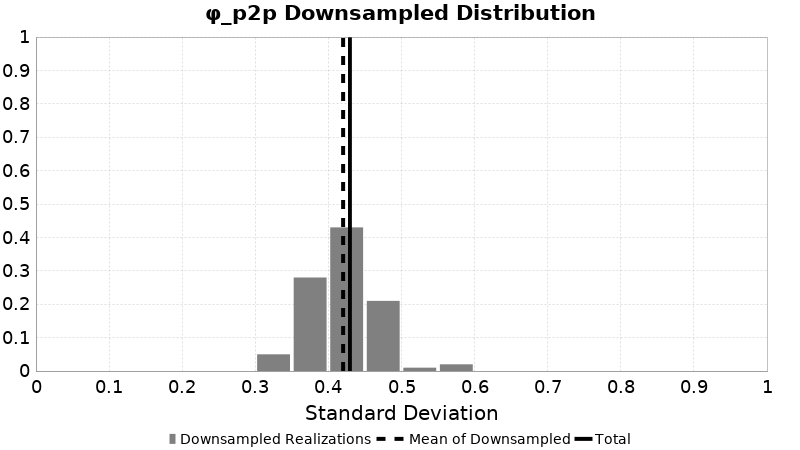 φ_p2p Downsampled Distribution
1
0.9
0.8
0.7
0.6
0.5
0.4
0.3
0.2
0.1
0
0 0.1 0.2 0.3 0.4 0.5 0.6 0.7 0.8 0.9 1
Standard Deviation
Downsampled Realizations Mean of Downsampled Total